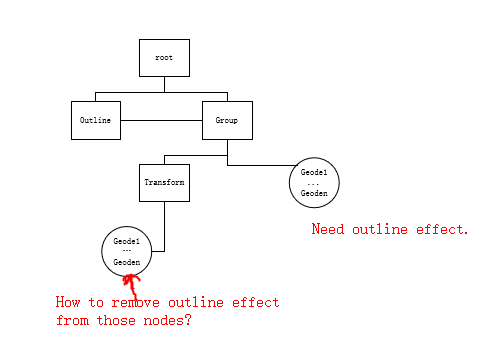 root
Outline
Group
Transform
Geode1
...
Geoden
Need outline effect.
Geode1
...
Geoden
How to remove outline effect
from those nodes?